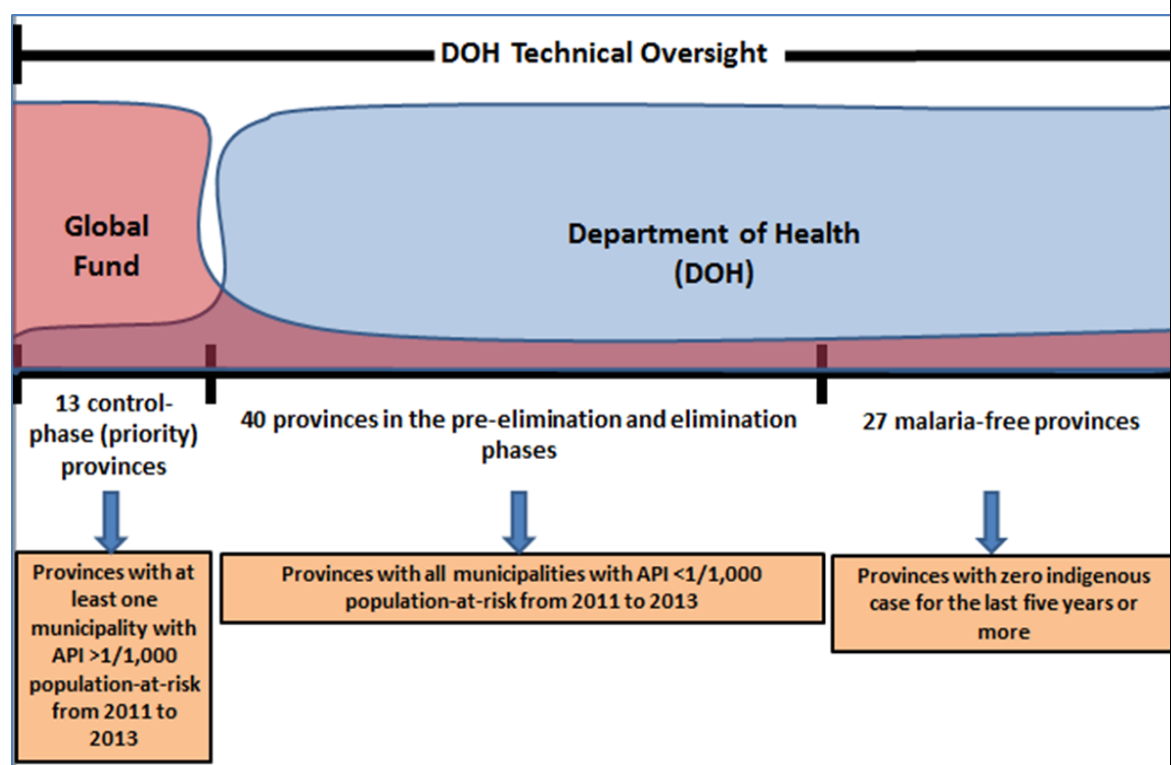 DOH Technical Oversight
Global
Fund
Department of Health
(DOH)
13 control-
phase (priority)
provinces
40 provinces in the pre-elimination and elimination
phases
27 malaria-free provinces
Provinces with at
least one
municipality with
API >1/1,000
population-at-risk
from 2011 to
2013
Provinces with all municipalities with API <1/1,000
population-at-risk from 2011 to 2013
Provinces with zero indigenous
case for the last five years or
more